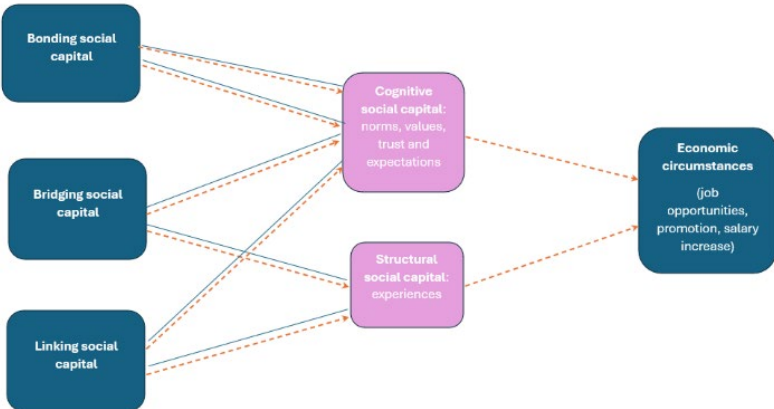 Bonding social
capital
Cognitive
social capital:
norms, values,
trust and
expectations
Economic
circumstances
(job
opportunities,
promotion, salary
increase)
Bridging social
capital
Structural
social capital:
experiences
Linking social
capital